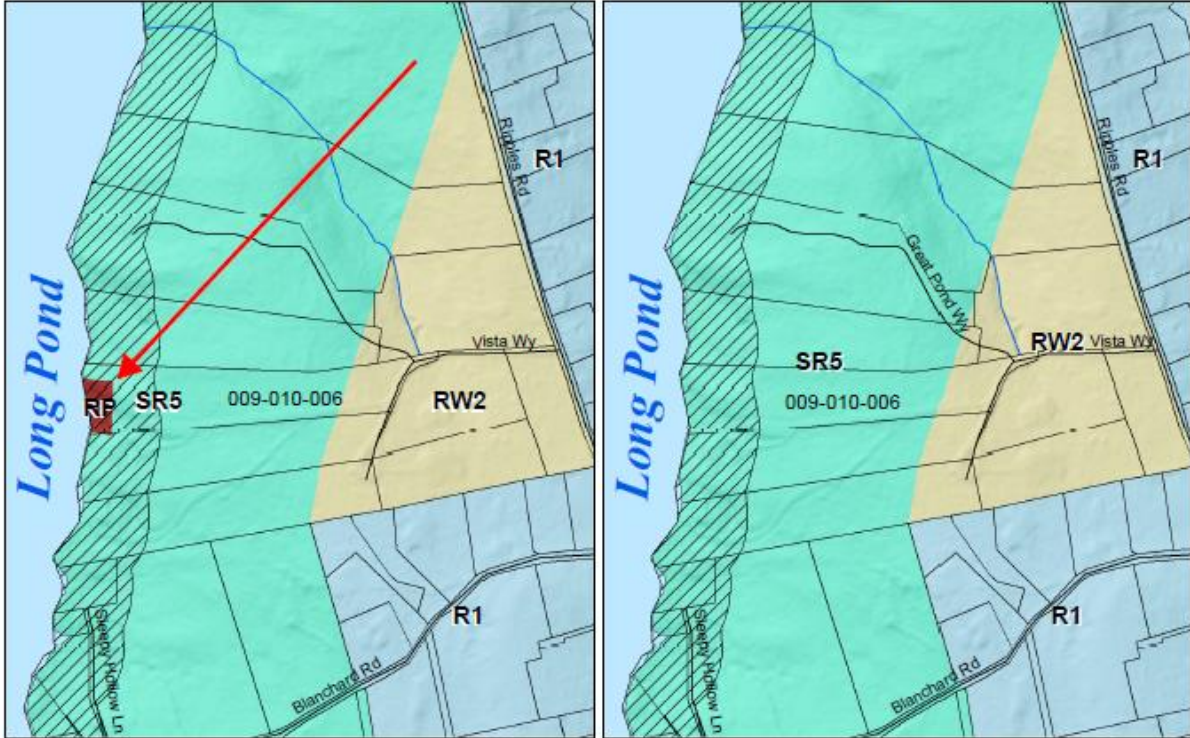 R1
Ripples Rd
Vista Wy
Long Pond
RP
SR5
009-010-006
RW2
R1
Sleepy Hollow Ln
Blanchard Rd
R1
Ripples Rd
Great Pond Wy
RW2
Vista Wy
Long Pond
SR5
009-010-006
R1
Sleepy Hollow Ln
Blanchard Rd